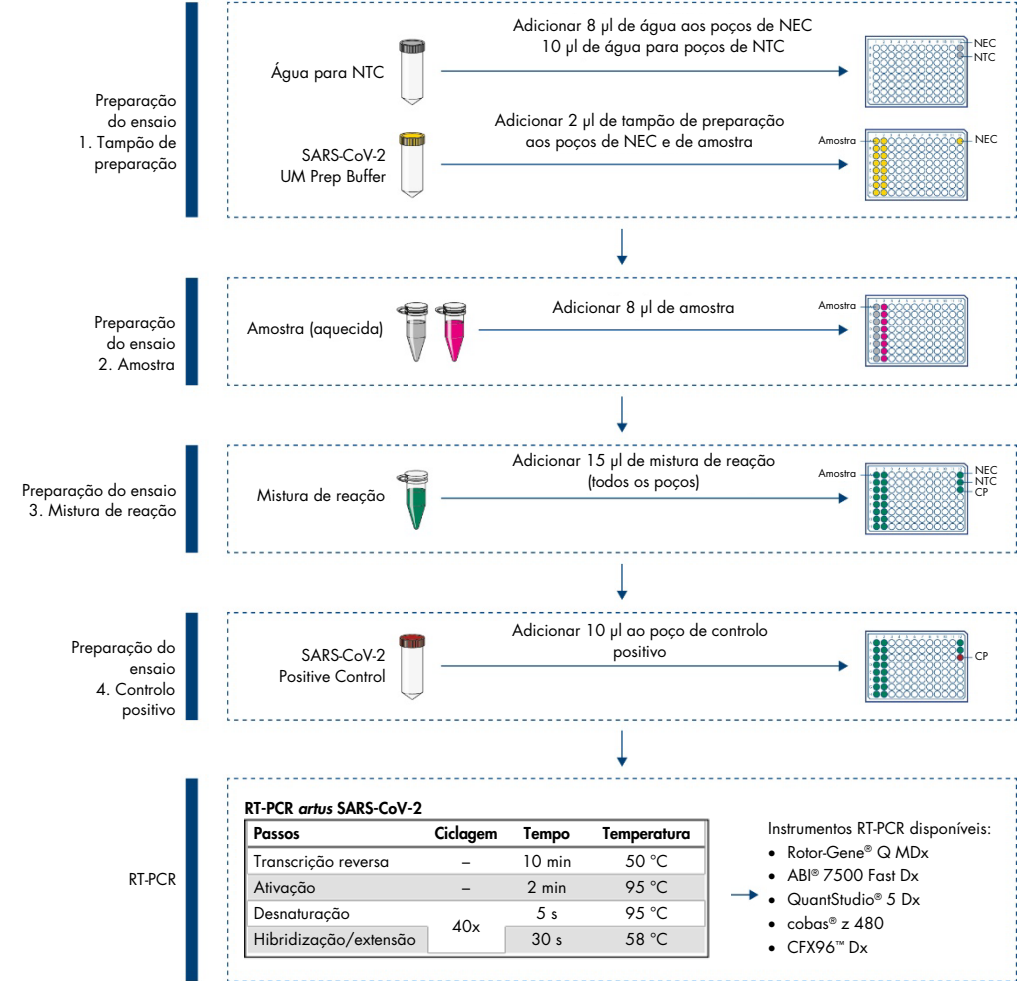 Preparação
do ensaio
1. Tampão de
preparação
Água para NTC
Adicionar 8 µl de água aos poços de NEC
10 µl de água para poços de NTC
NEC
NTC
SARS-CoV-2
UM Prep Buffer
Adicionar 2 µl de tampão de preparação
aos poços de NEC e de amostra
Amostra
NEC
Preparação
do ensaio
2. Amostra
Amostra (aquecida)
Adicionar 8 µl de amostra
Amostra
Preparação do ensaio
3. Mistura de reação
Mistura de reação
Adicionar 15 µl de mistura de reação
(todos os poços)
Amostra
NEC
NTC
CP
Preparação do
ensaio
4. Controlo
positivo
SARS-CoV-2
Positive Control
Adicionar 10 µl ao poço de controlo
positivo
CP
RT-PCR
RT-PCR artus SARS-CoV-2
Passos Ciclagem Tempo Temperatura
Transcrição reversa – 10 min 50 °C
Ativação – 2 min 95 °C
Desnaturação 40x 5 s 95 °C
Hibridização/extensão 30 s 58 °C
Instrumentos RT-PCR disponíveis:
• Rotor-Gene® Q MDx
• ABI® 7500 Fast Dx
• QuantStudio® 5 Dx
• cobas® z 480
• CFX96™ Dx